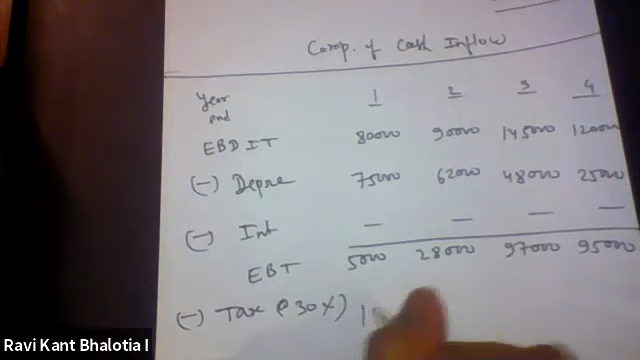 Comp. of Cash Inflow
Year end 1 2 3 4
EBDIT 80000 90000 145000 120000
(-) Depre 75000 62000 48000 25000
(-) Int — — — —
EBT 5000 28000 97000 95000
(-) Tax @30%) 1
Ravi Kant Bhalotia I